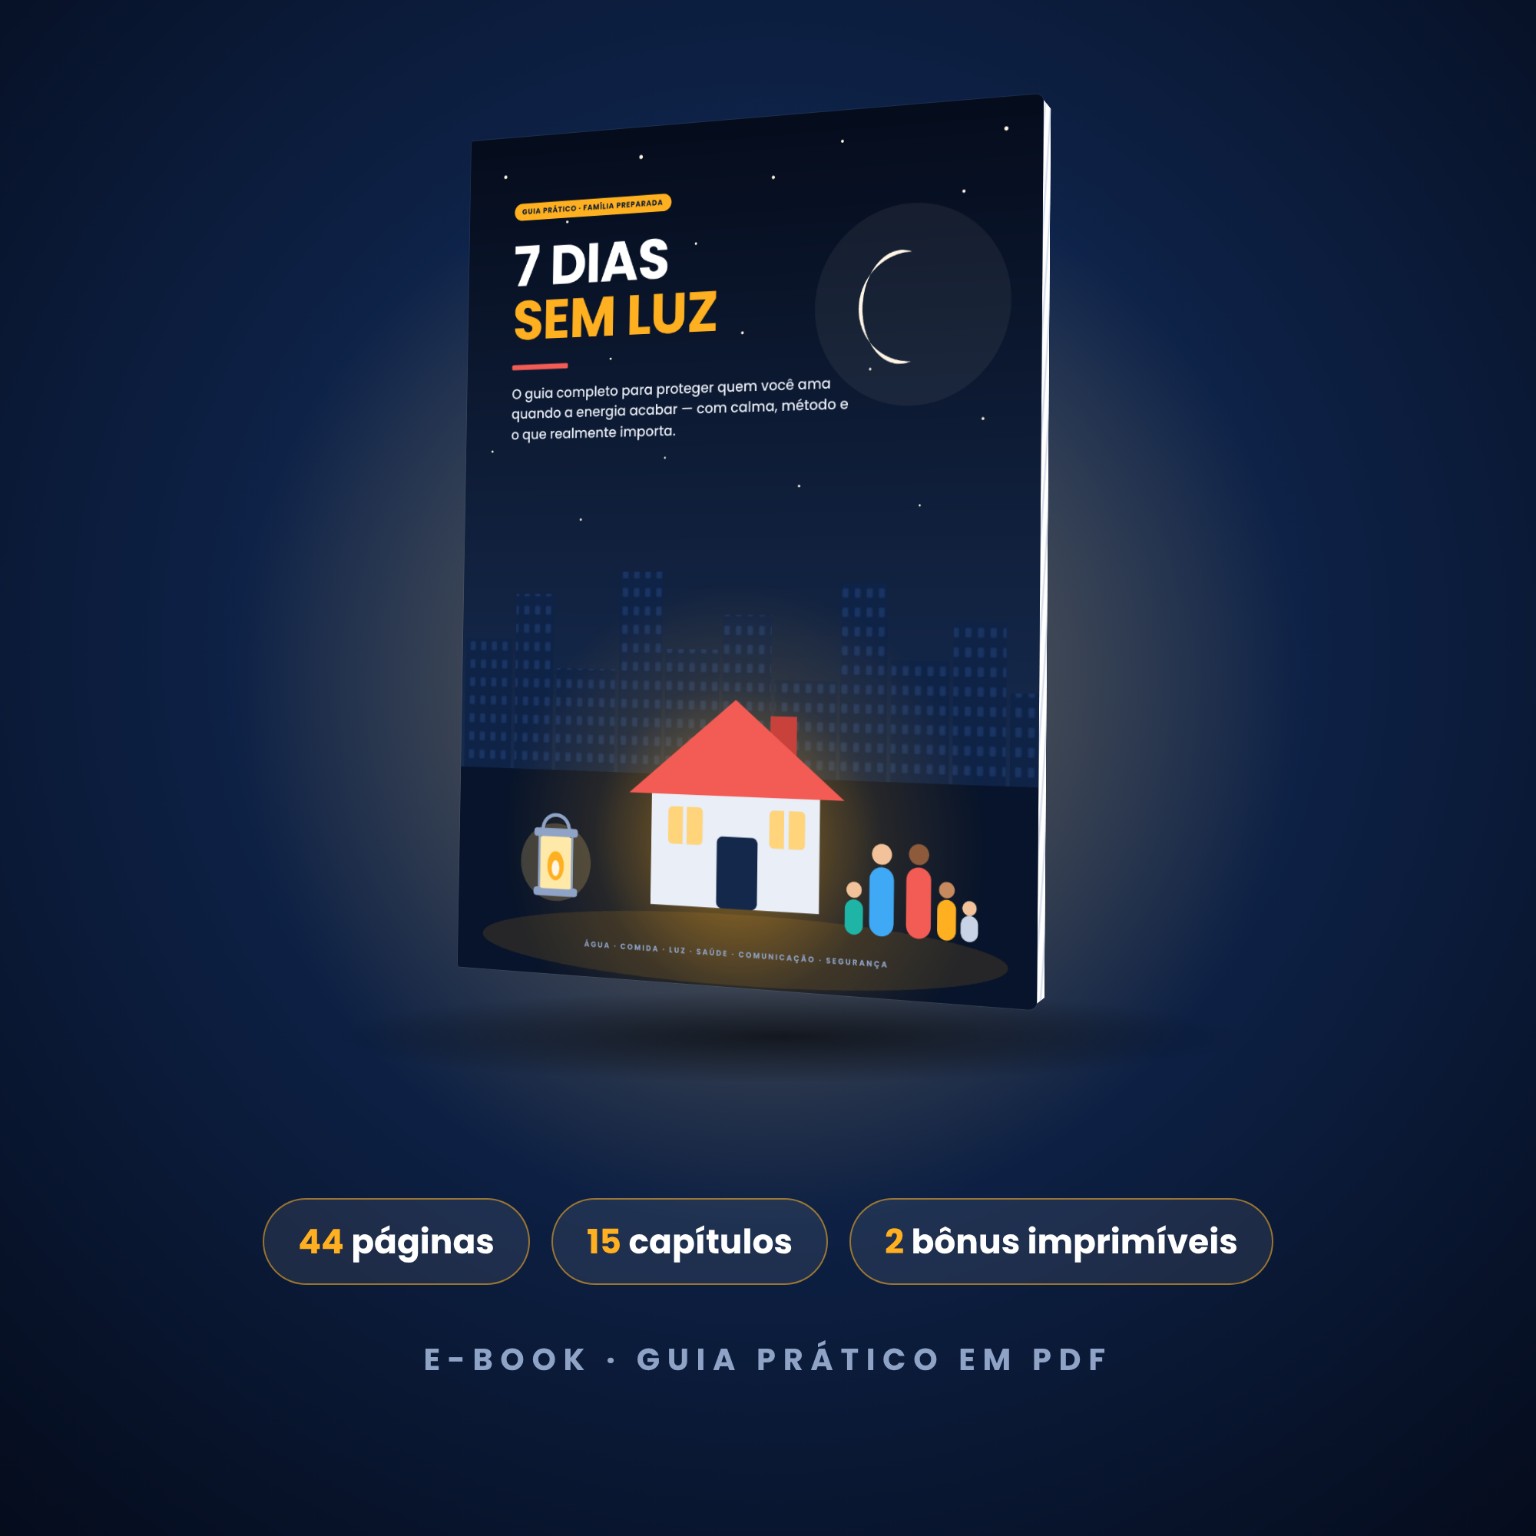 GUIA PRÁTICO · FAMÍLIA PREPARADA
7 DIAS
SEM LUZ
O guia completo para proteger quem você ama
quando a energia acabar — com calma, método e
o que realmente importa.
ÁGUA · COMIDA · LUZ · SAÚDE · COMUNICAÇÃO · SEGURANÇA
44 páginas
15 capítulos
2 bônus imprimíveis
E-BOOK · GUIA PRÁTICO EM PDF